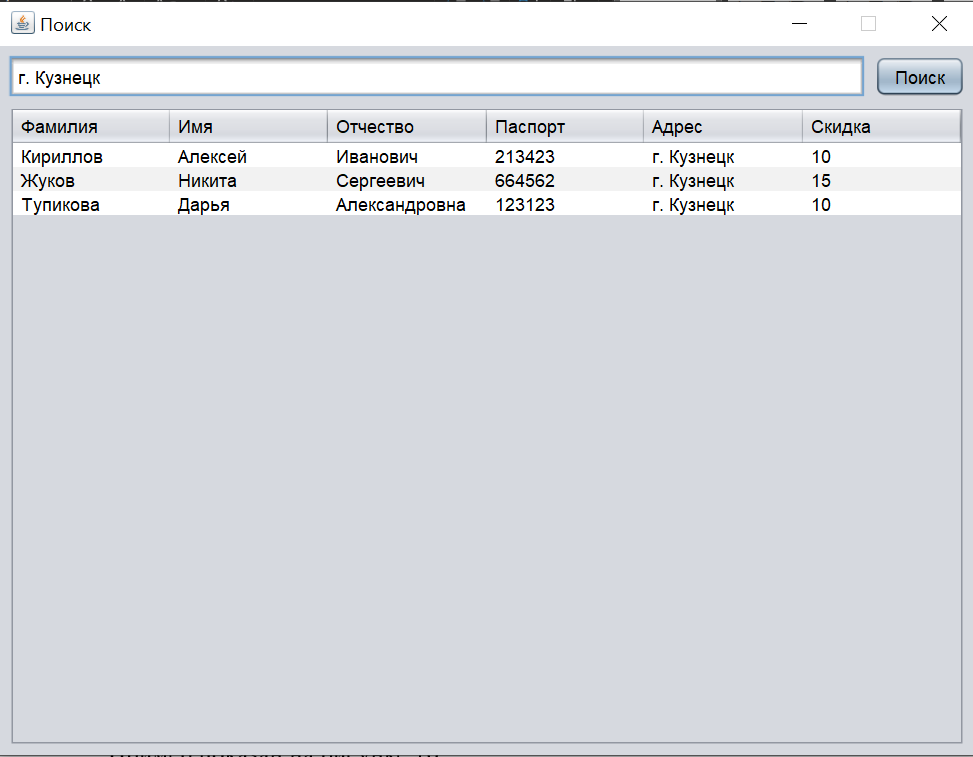 Поиск
г. Кузнецк Поиск
Фамилия Имя Отчество Паспорт Адрес Скидка
Кириллов Алексей Иванович 213423 г. Кузнецк 10
Жуков Никита Сергеевич 664562 г. Кузнецк 15
Тупикова Дарья Александровна 123123 г. Кузнецк 10